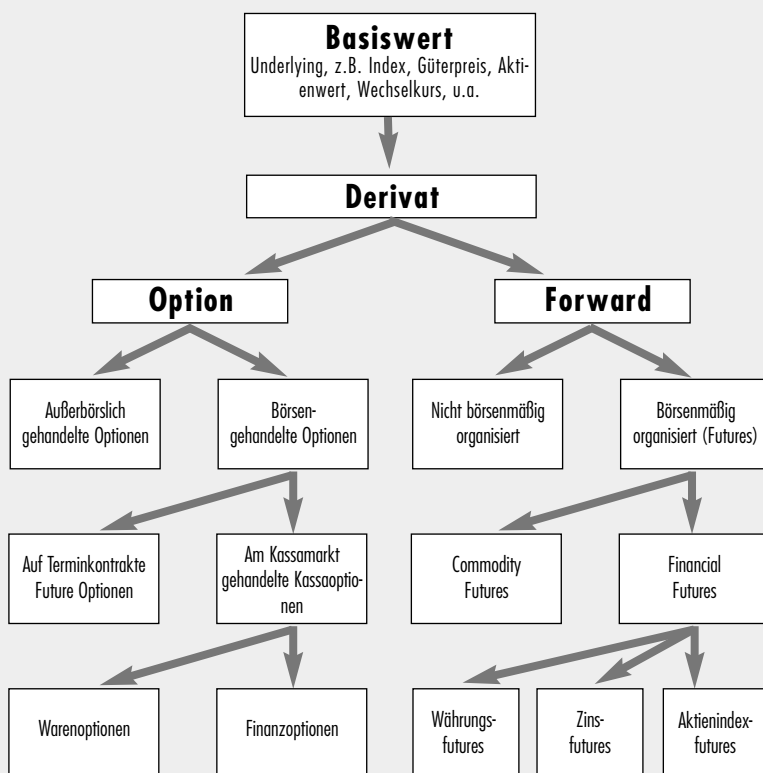 Basiswert
Underlying, z.B. Index, Güterpreis, Akti-
enwert, Wechselkurs, u.a.
Derivat
Option
Forward
Außerbörslich
gehandelte Optionen
Börsen-
gehandelte Optionen
Nicht börsenmäßig
organisiert
Börsenmäßig
organisiert (Futures)
Auf Terminkontrakte
Future Optionen
Am Kassamarkt
gehandelte Kassaoptio-
nen
Commodity
Futures
Financial
Futures
Warenoptionen
Finanzoptionen
Währungs-
futures
Zins-
futures
Aktienindex-
futures